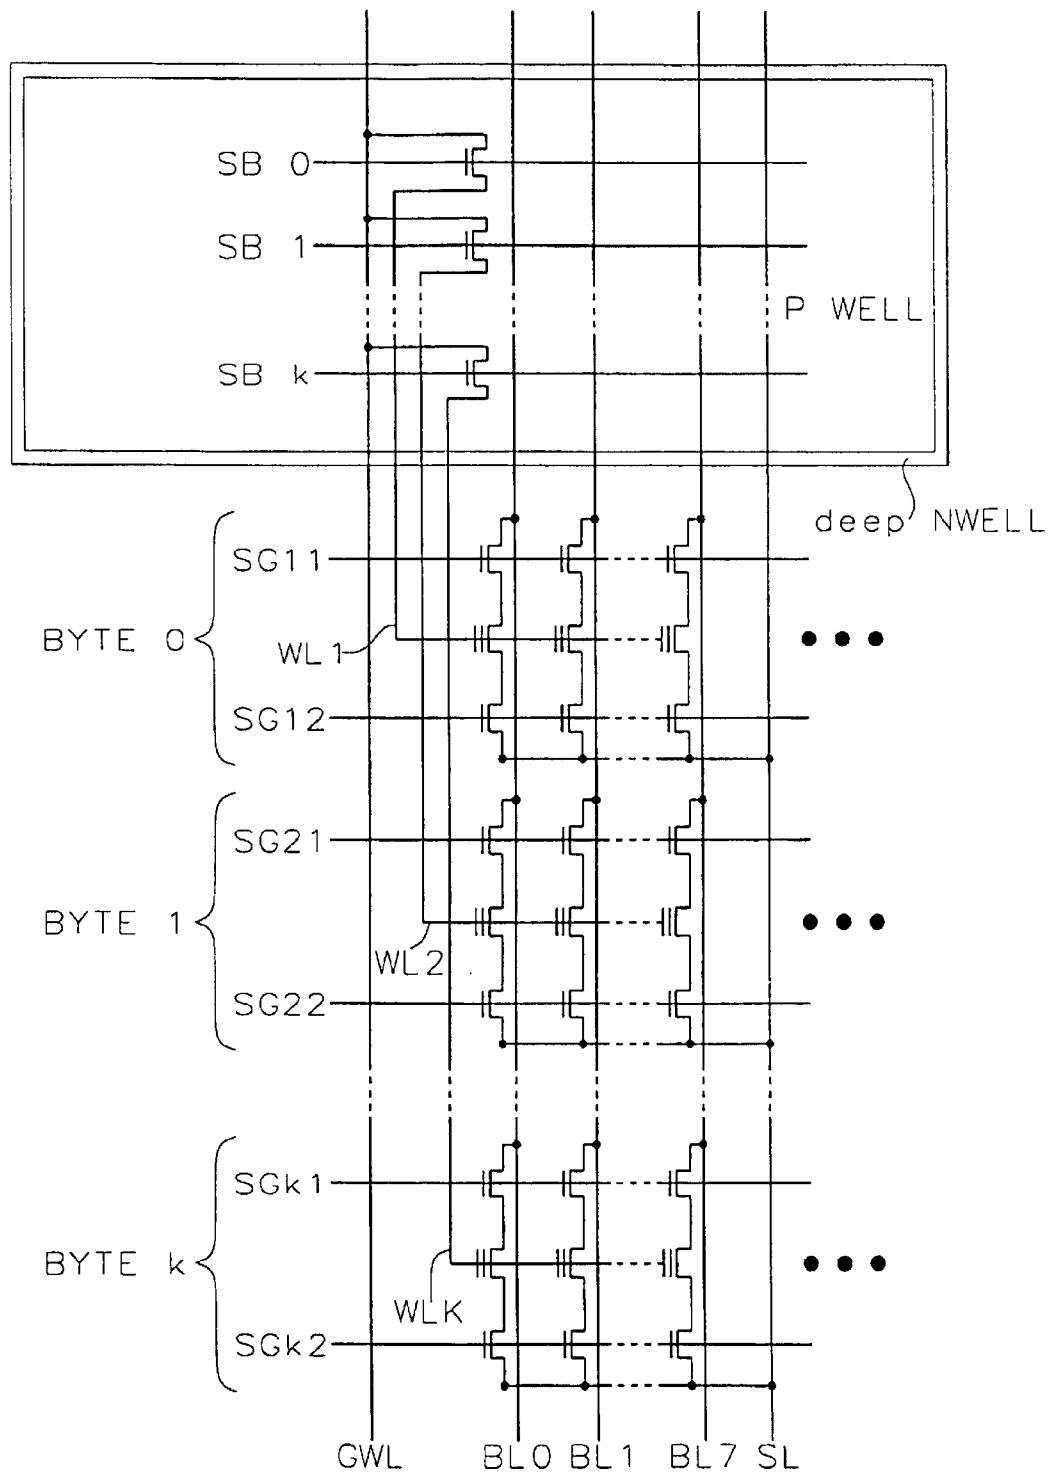 SB 0
SB 1
P WELL
SB k
deep NWELL
SG11
BYTE 0
WL1
SG12
SG21
BYTE 1
WL2
SG22
SGk1
BYTE k
WLK
SGk2
GWL BL0 BL1 BL7 SL